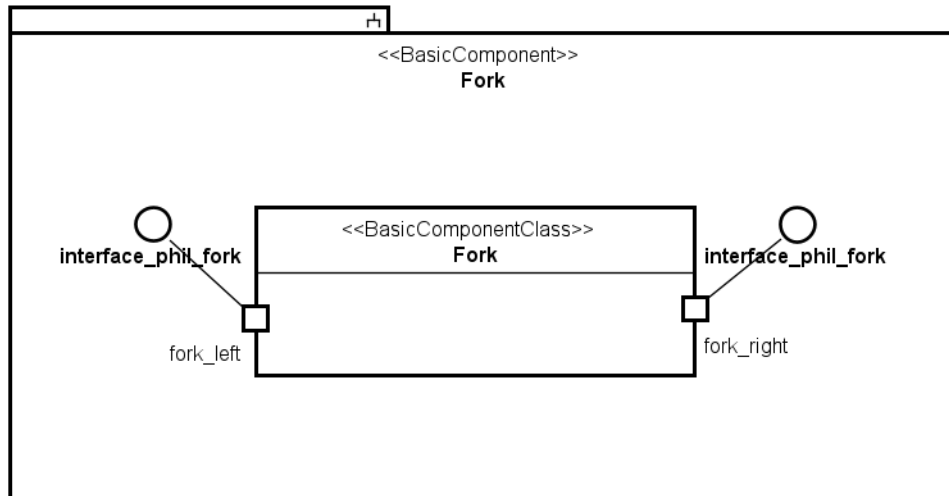 <<BasicComponent>>
Fork
<<BasicComponentClass>>
Fork
interface_phil_fork
interface_phil_fork
fork_left
fork_right